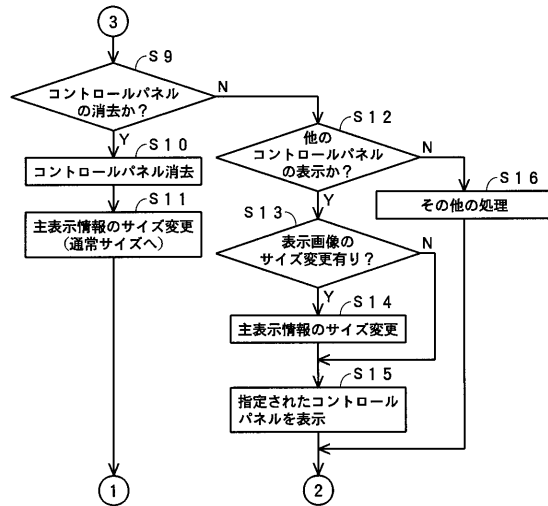 3
S9
コントロールパネル
の消去か？
N
Y
S10
コントロールパネル消去
S11
主表示情報のサイズ変更
(通常サイズへ)
S12
他の
コントロールパネル
の表示か？
N
Y
S16
その他の処理
S13
表示画像の
サイズ変更有り？
N
Y
S14
主表示情報のサイズ変更
S15
指定されたコントロール
パネルを表示
1
2